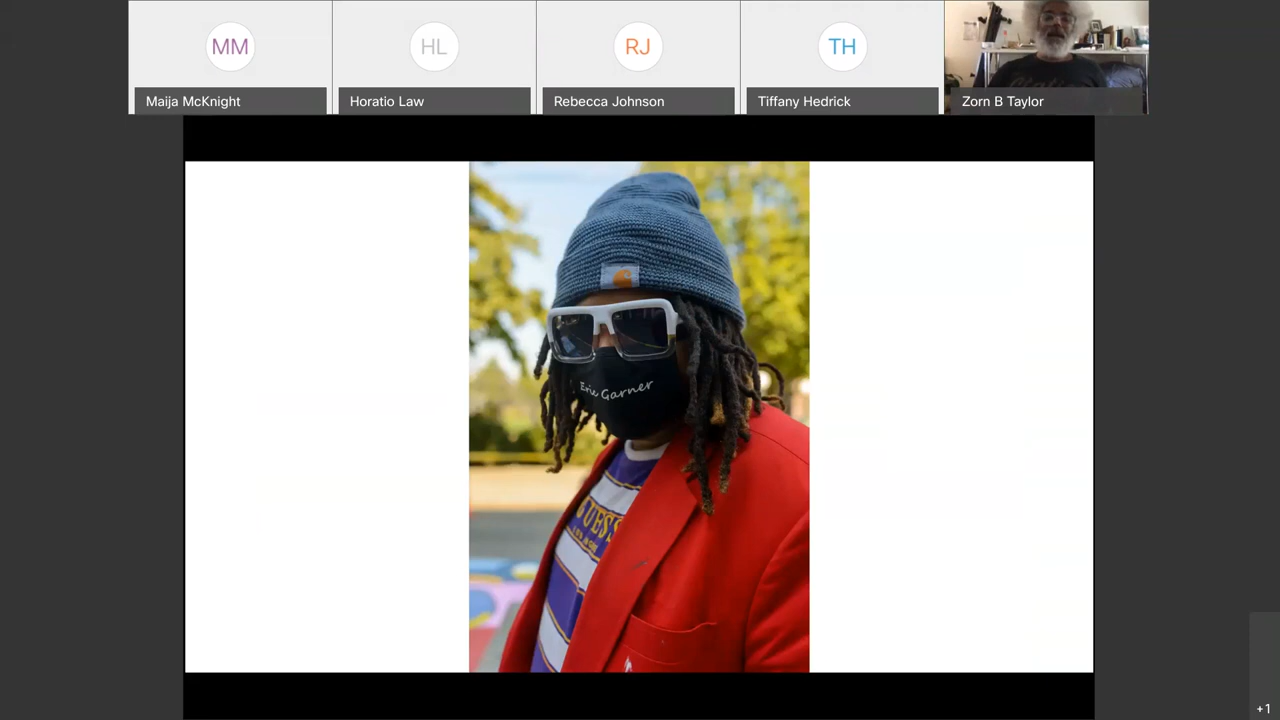 MM
HL
RJ
TH
Maija McKnight
Horatio Law
Rebecca Johnson
Tiffany Hedrick
Zorn B Taylor
Eric Garner
GUESS
+1